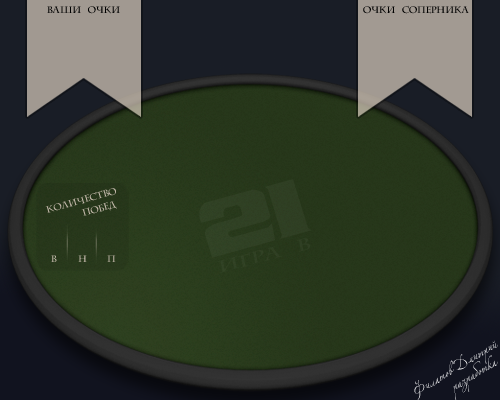 ВАШИ ОЧКИ
ОЧКИ СОПЕРНИКА
КОЛИЧЕСТВО
ПОБЕД
В Н П
21
ИГРА В
Филатов Дмитрий
разработка